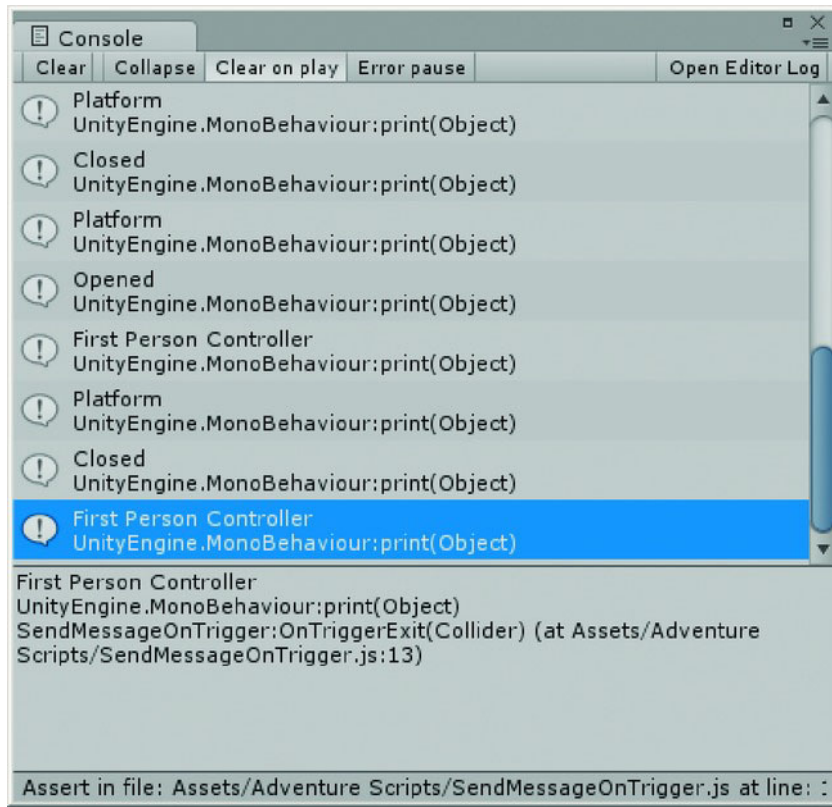 Console
Clear Collapse Clear on play Error pause Open Editor Log
Platform
UnityEngine.MonoBehaviour:print(Object)
Closed
UnityEngine.MonoBehaviour:print(Object)
Platform
UnityEngine.MonoBehaviour:print(Object)
Opened
UnityEngine.MonoBehaviour:print(Object)
First Person Controller
UnityEngine.MonoBehaviour:print(Object)
Platform
UnityEngine.MonoBehaviour:print(Object)
Closed
UnityEngine.MonoBehaviour:print(Object)
First Person Controller
UnityEngine.MonoBehaviour:print(Object)
First Person Controller
UnityEngine.MonoBehaviour:print(Object)
SendMessageOnTrigger:OnTriggerExit(Collider) (at Assets/Adventure
Scripts/SendMessageOnTrigger.js:13)
Assert in file: Assets/Adventure Scripts/SendMessageOnTrigger.js at line: